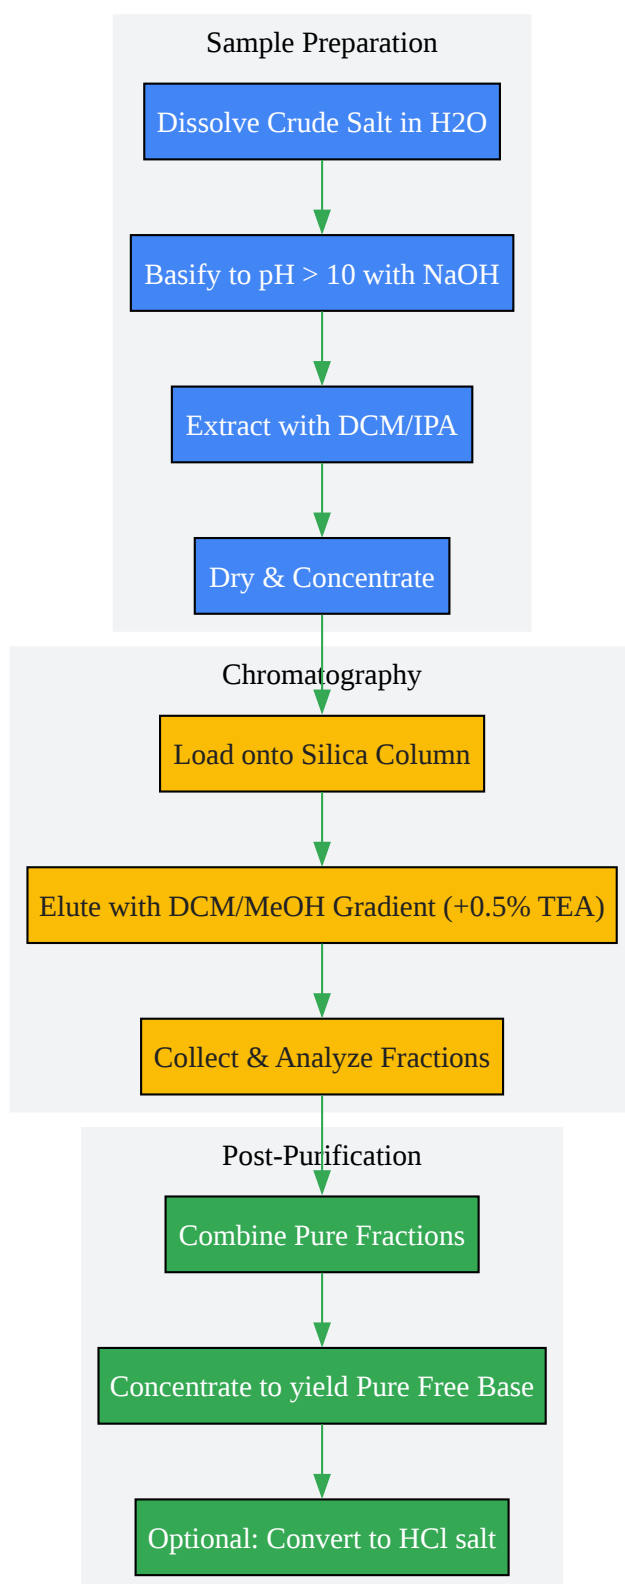 Sample Preparation
Dissolve Crude Salt in H2O
Basify to pH > 10 with NaOH
Extract with DCM/IPA
Dry & Concentrate
Chromatography
Load onto Silica Column
Elute with DCM/MeOH Gradient (+0.5% TEA)
Collect & Analyze Fractions
Post-Purification
Combine Pure Fractions
Concentrate to yield Pure Free Base
Optional: Convert to HCl salt